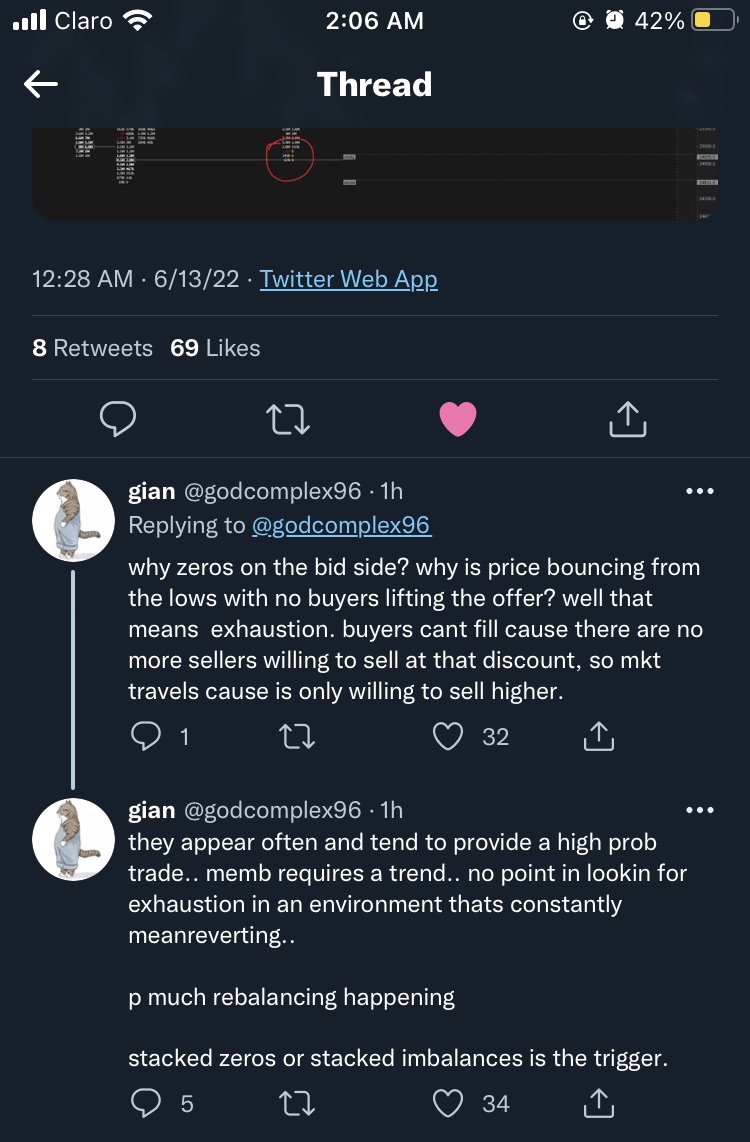 Claro
2:06 AM
42%
Thread
12:28 AM · 6/13/22 · Twitter Web App
8 Retweets 69 Likes
gian @godcomplex96 · 1h
Replying to @godcomplex96
why zeros on the bid side? why is price bouncing from
the lows with no buyers lifting the offer? well that
means  exhaustion. buyers cant fill cause there are no
more sellers willing to sell at that discount, so mkt
travels cause is only willing to sell higher.
1
32
gian @godcomplex96 · 1h
they appear often and tend to provide a high prob
trade.. memb requires a trend.. no point in lookin for
exhaustion in an environment thats constantly
meanreverting..
p much rebalancing happening
stacked zeros or stacked imbalances is the trigger.
5
34